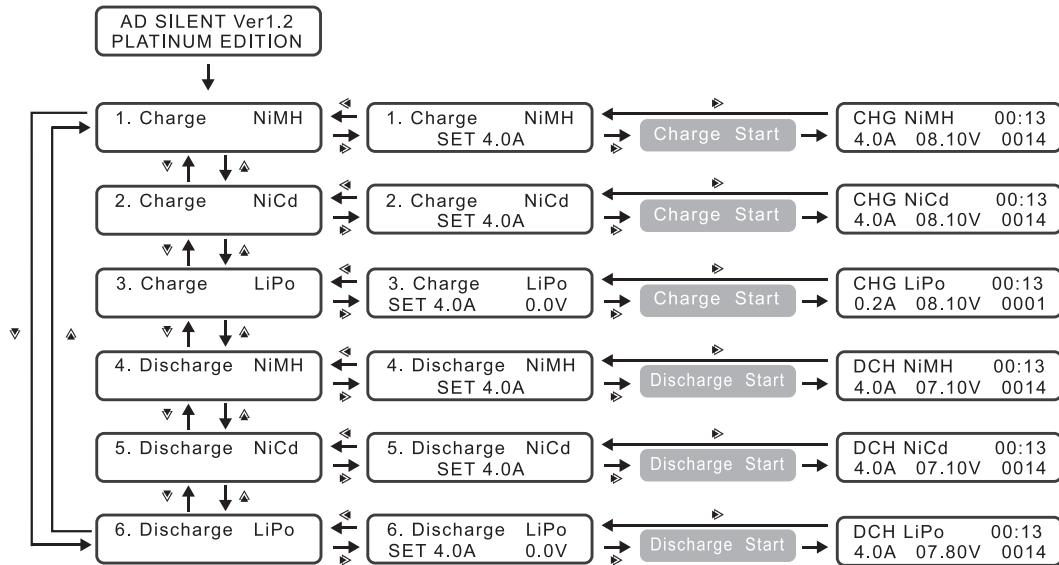 AD SILENT Ver1.2
PLATINUM EDITION
1. Charge NiMH
1. Charge NiMH
SET 4.0A
Charge Start
CHG NiMH 00:13
4.0A 08.10V 0014
2. Charge NiCd
2. Charge NiCd
SET 4.0A
Charge Start
CHG NiCd 00:13
4.0A 08.10V 0014
3. Charge LiPo
3. Charge LiPo
SET 4.0A 0.0V
Charge Start
CHG LiPo 00:13
0.2A 08.10V 0001
4. Discharge NiMH
4. Discharge NiMH
SET 4.0A
Discharge Start
DCH NiMH 00:13
4.0A 07.10V 0014
5. Discharge NiCd
5. Discharge NiCd
SET 4.0A
Discharge Start
DCH NiCd 00:13
4.0A 07.10V 0014
6. Discharge LiPo
6. Discharge LiPo
SET 4.0A 0.0V
Discharge Start
DCH LiPo 00:13
4.0A 07.80V 0014